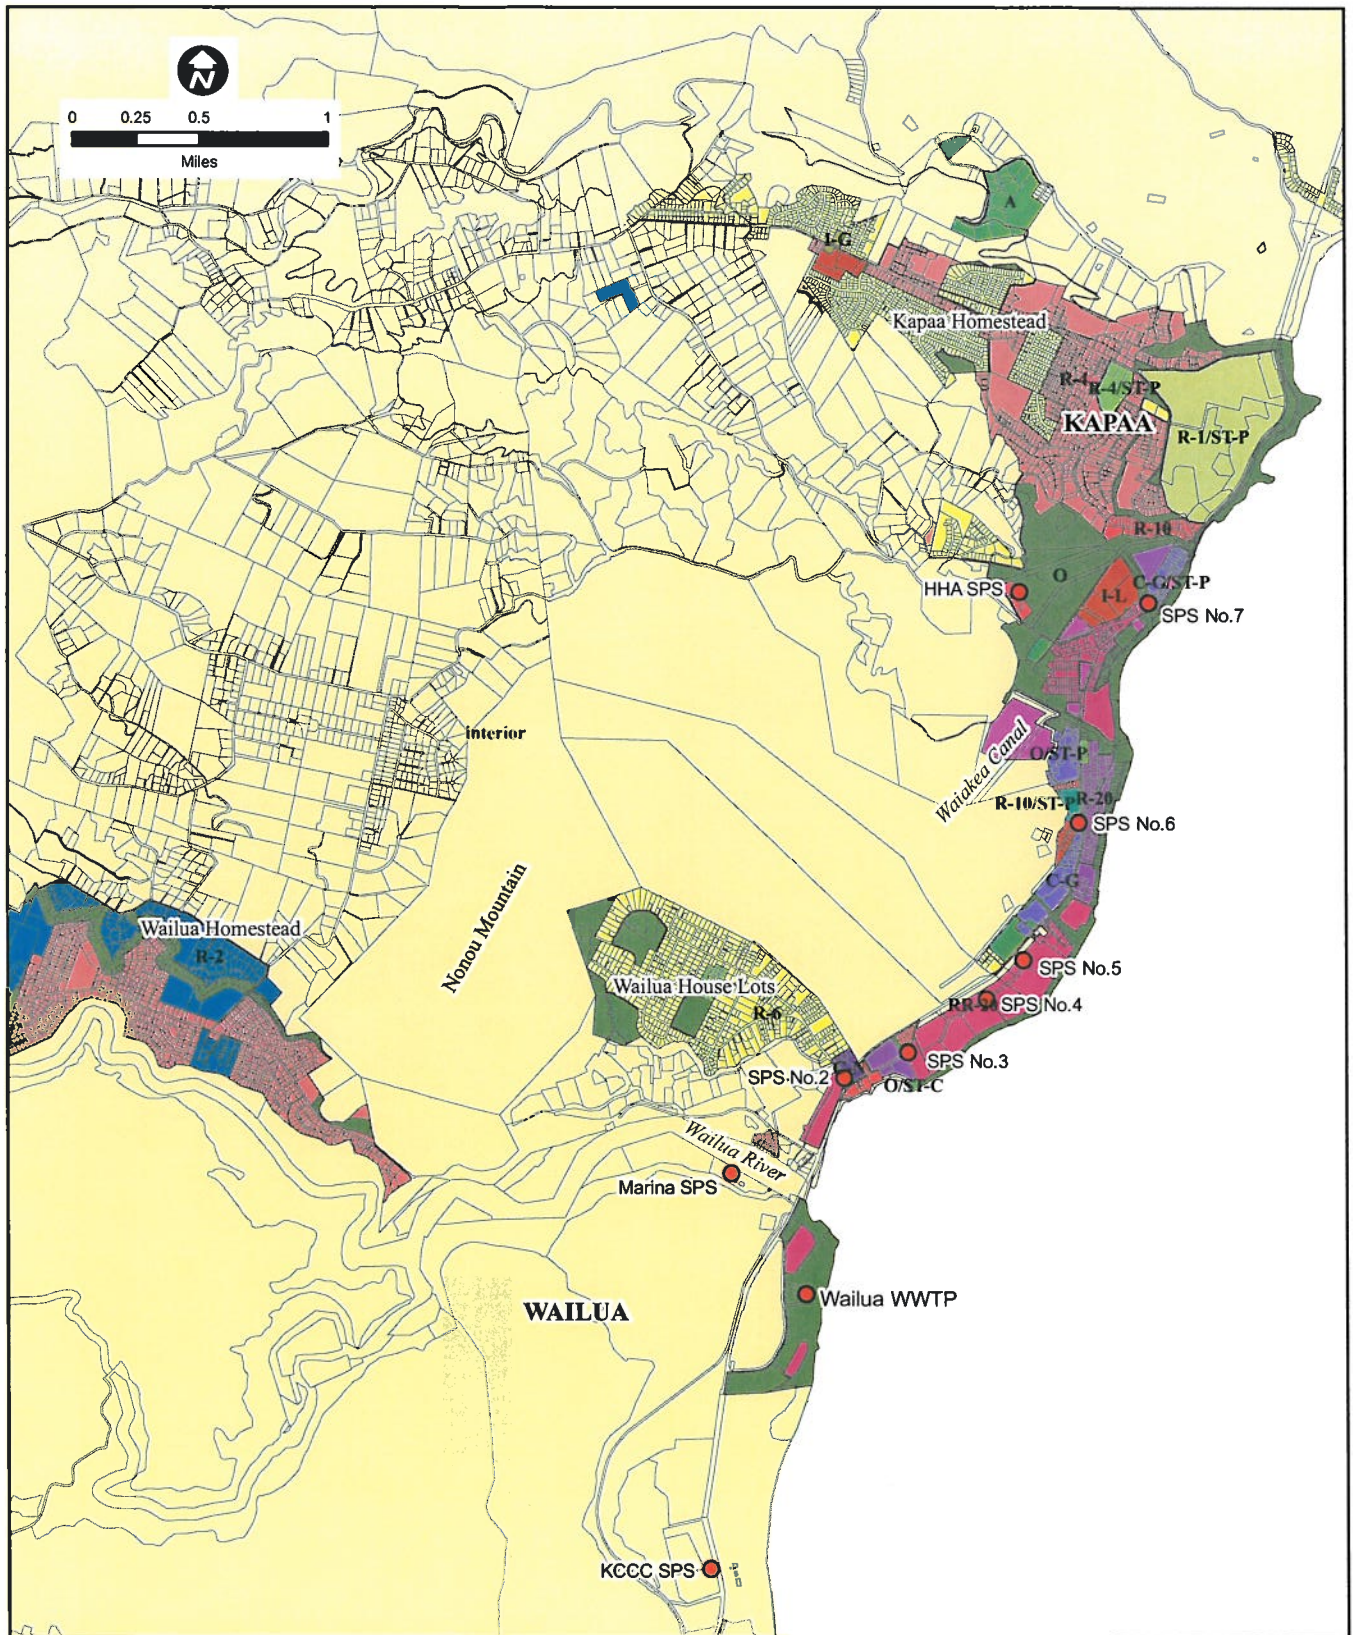 N
0 0.25 0.5 1
Miles
A
I-G
Kapaa Homestead
R-4
R-4/ST-P
KAPAA
R-1/ST-P
R-10
O
C-G/ST-P
HHA SPS
I-L
SPS No.7
interior
Waiakea Canal
O/ST-P
R-10/ST-P
R-20
SPS No.6
C-G
Nonou Mountain
Wailua Homestead
R-2
SPS No.5
Wailua House Lots
SPS No.4
R-6
SPS No.3
SPS No.2
O/ST-C
Wailua River
Marina SPS
Wailua WWTP
WAILUA
KCCC SPS